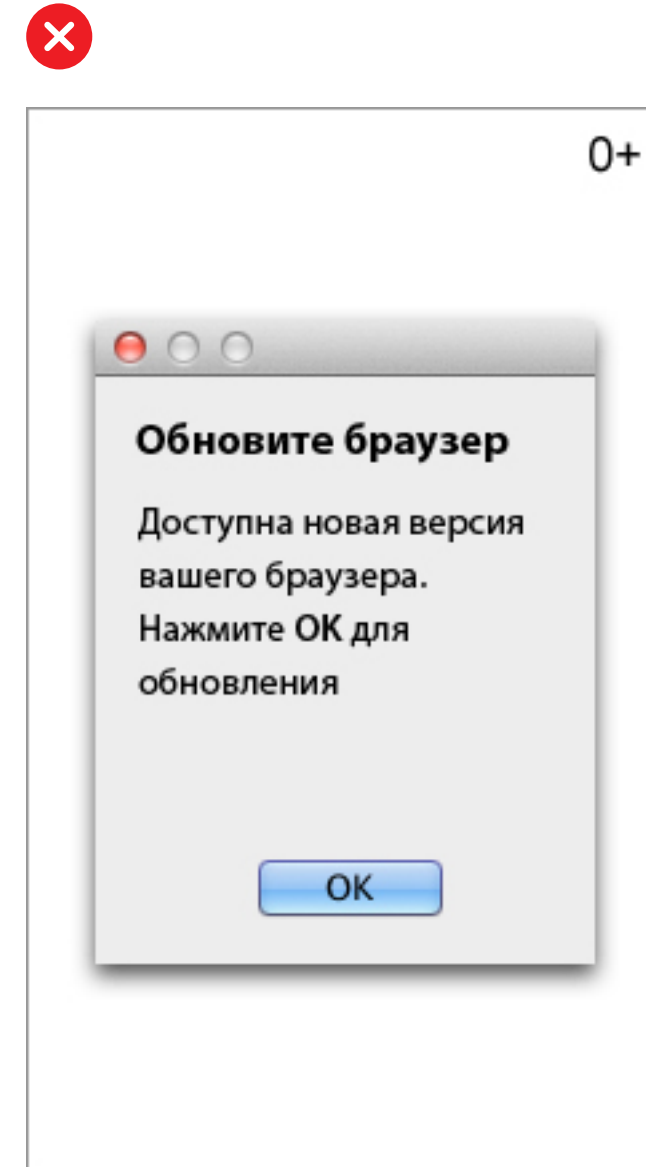 0+
Обновите браузер
Доступна новая версия
вашего браузера.
Нажмите ОК для
обновления
ОК